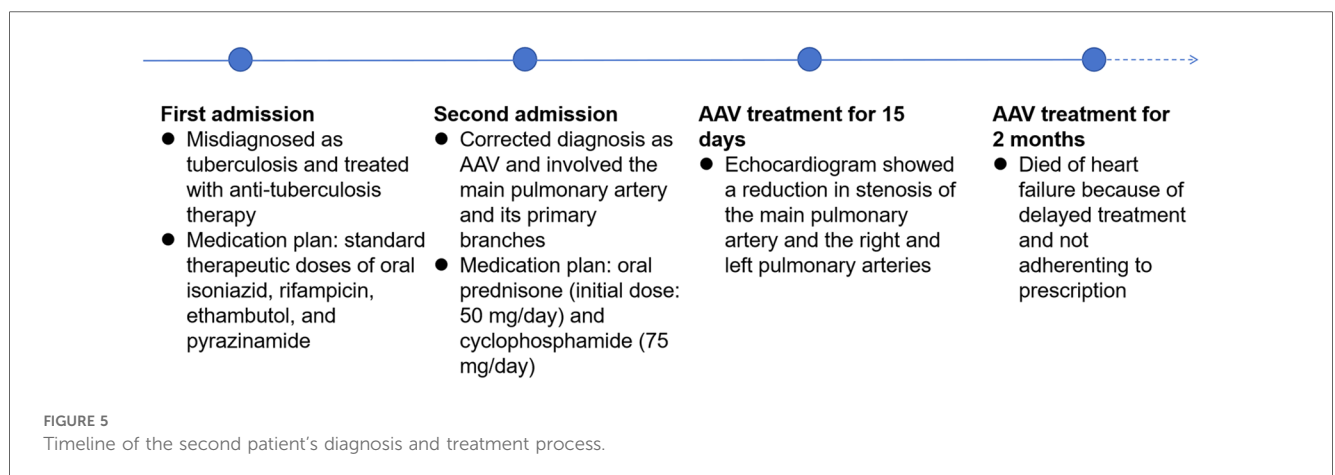 First admission
● Misdiagnosed as
tuberculosis and treated
with anti-tuberculosis
therapy
● Medication plan: standard
therapeutic doses of oral
isoniazid, rifampicin,
ethambutol, and
pyrazinamide
Second admission
● Corrected diagnosis as
AAV and involved the
main pulmonary artery
and its primary
branches
● Medication plan: oral
prednisone (initial dose:
50 mg/day) and
cyclophosphamide (75
mg/day)
AAV treatment for 15
days
● Echocardiogram showed
a reduction in stenosis of
the main pulmonary
artery and the right and
left pulmonary arteries
AAV treatment for
2 months
● Died of heart
failure because of
delayed treatment
and not
adherenting to
prescription
FIGURE 5
Timeline of the second patient's diagnosis and treatment process.